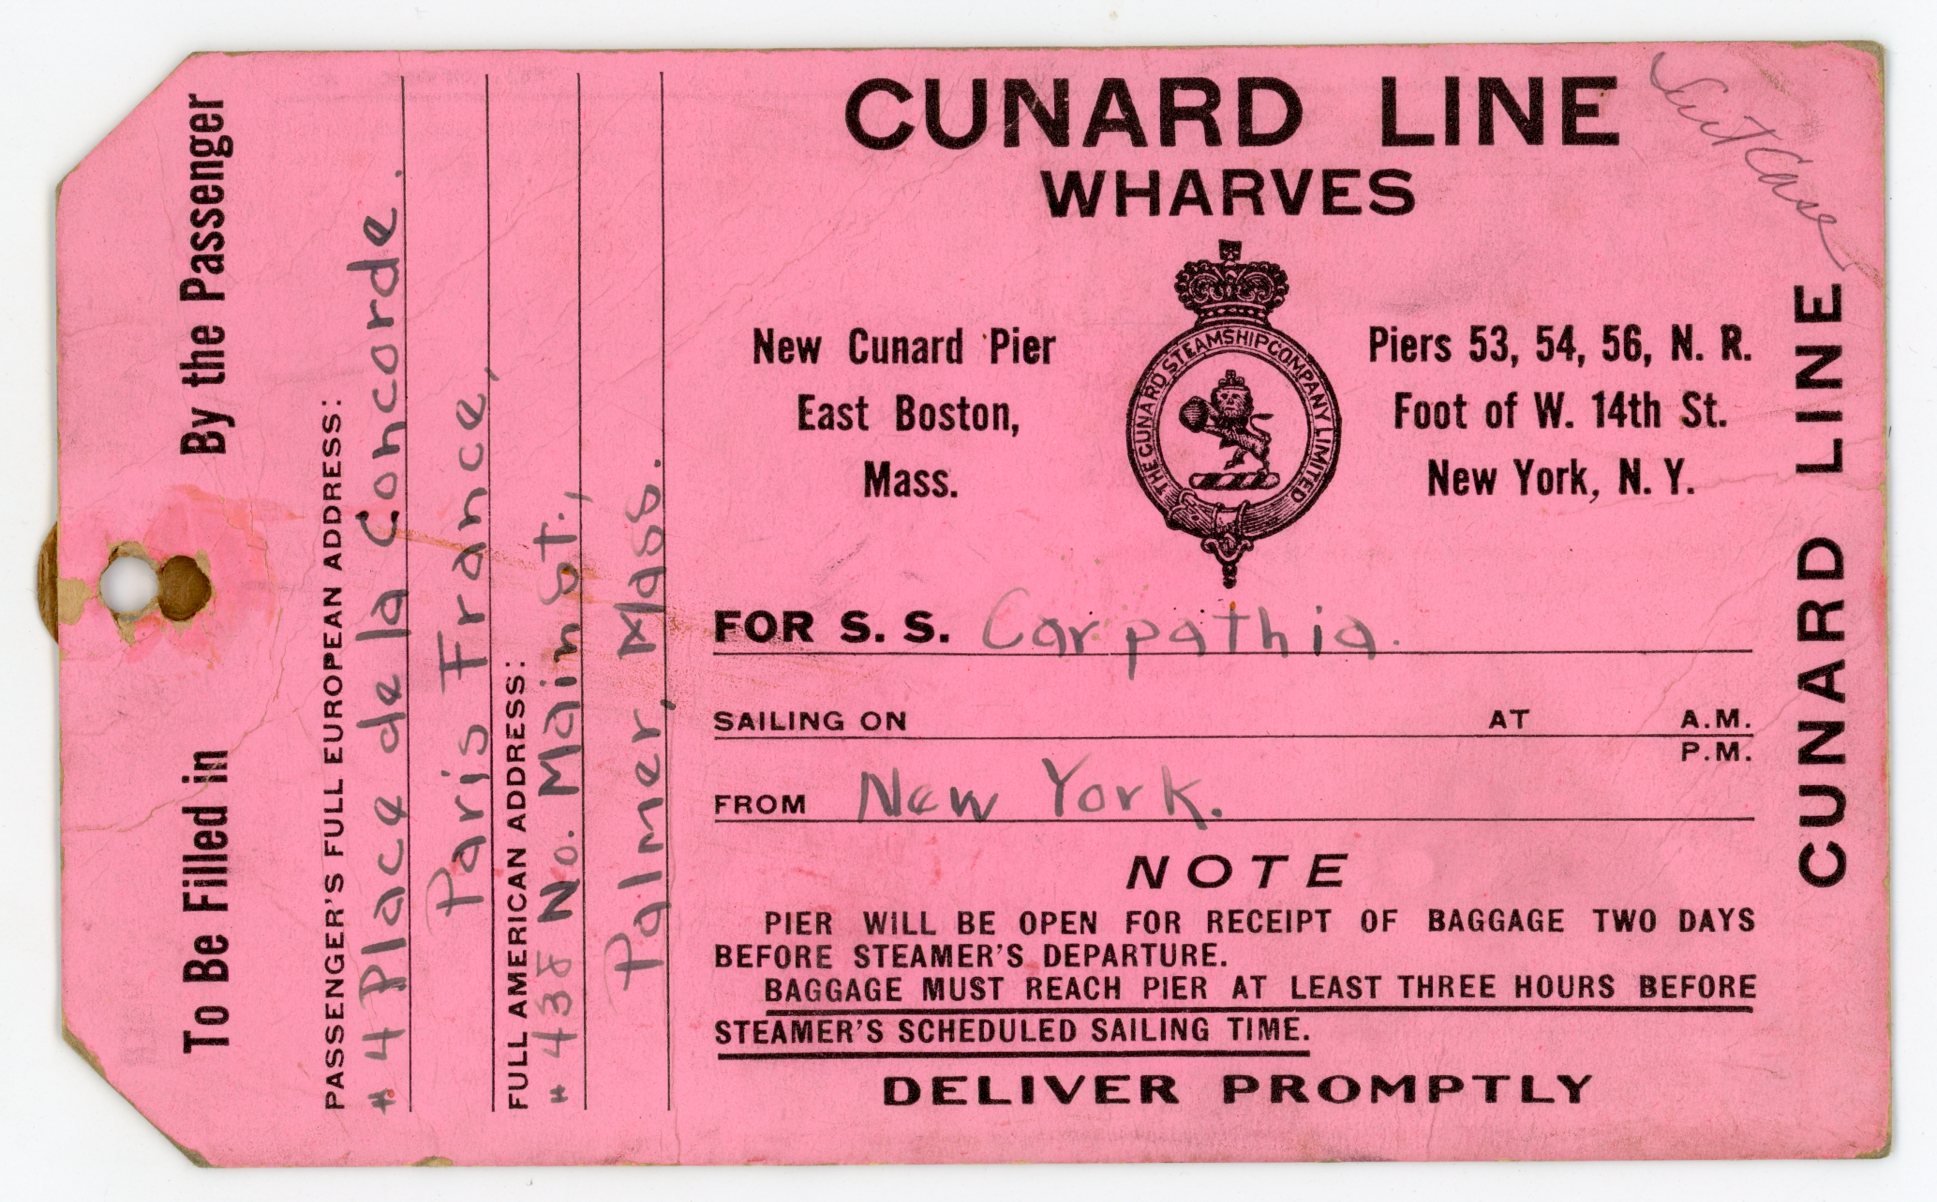 CUNARD LINE
WHARVES
New Cunard Pier
East Boston,
Mass.
THE CUNARD STEAMSHIP COMPANY LIMITED
Piers 53, 54, 56, N. R.
Foot of W. 14th St.
New York, N. Y.
FOR S. S. Carpathia.
SAILING ON AT A.M.
P.M.
FROM New York.
NOTE
PIER WILL BE OPEN FOR RECEIPT OF BAGGAGE TWO DAYS
BEFORE STEAMER'S DEPARTURE.
BAGGAGE MUST REACH PIER AT LEAST THREE HOURS BEFORE
STEAMER'S SCHEDULED SAILING TIME.
DELIVER PROMPTLY
Suit Case
CUNARD LINE
To Be Filled in By the Passenger
PASSENGER'S FULL EUROPEAN ADDRESS:
# 4 Place de la Concorde.
Paris France,
FULL AMERICAN ADDRESS:
# 438 No. Main St.,
Palmer, Mass.